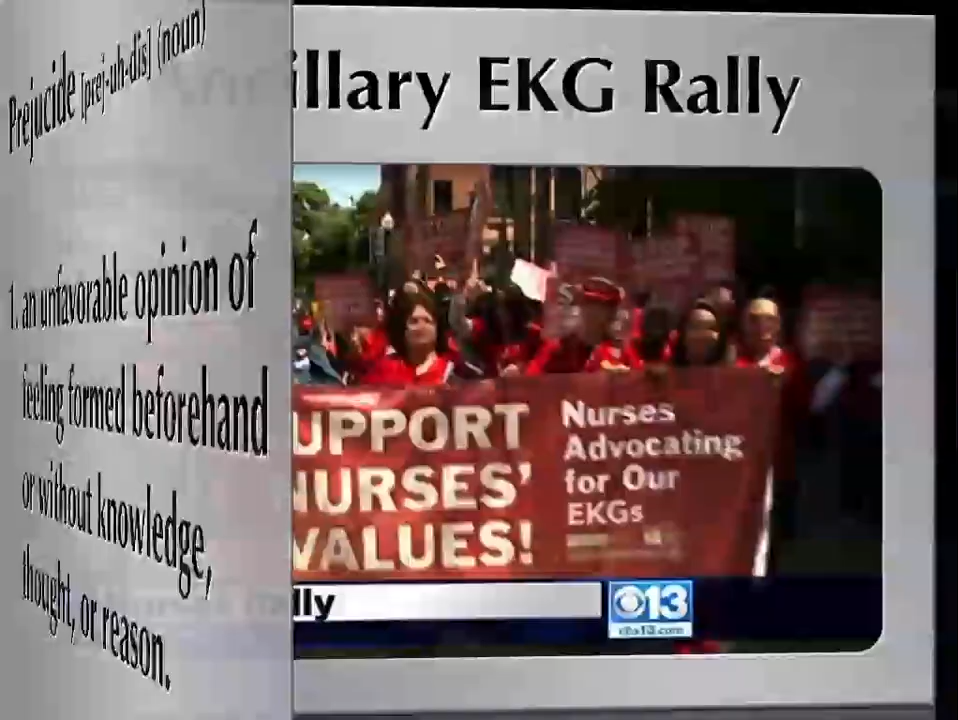 Prejucide [prej-uh-dis] (noun)
1. an unfavorable opinion of
feeling formed beforehand
or without knowledge,
thought, or reason.
illary EKG Rally
UPPORT
NURSES'
VALUES!
Nurses
Advocating
for Our
EKGs
lly
13
cbs13.com